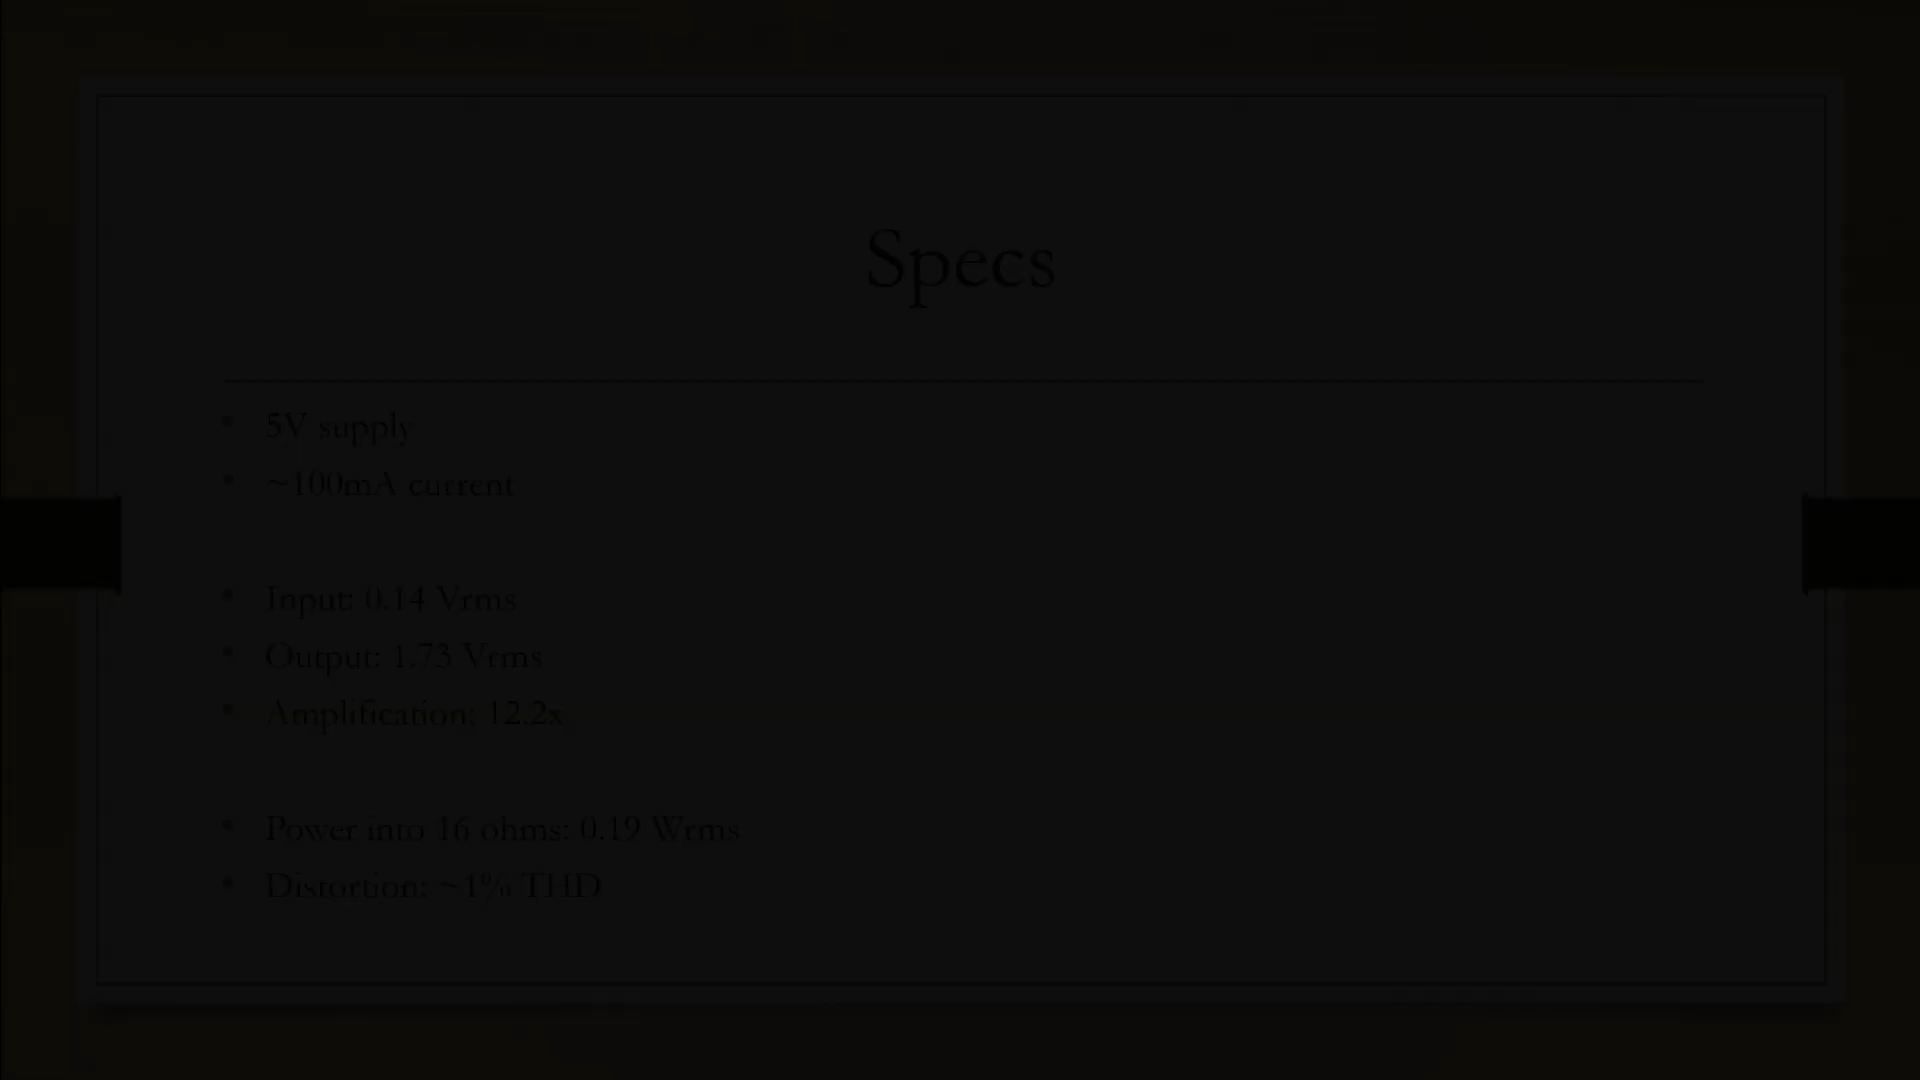 Specs
• 5V supply
• ~100mA current
• Input: 0.14 Vrms
• Output: 1.73 Vrms
• Amplification: 12.2x
• Power into 16 ohms: 0.19 Wrms
• Distortion: ~1% THD